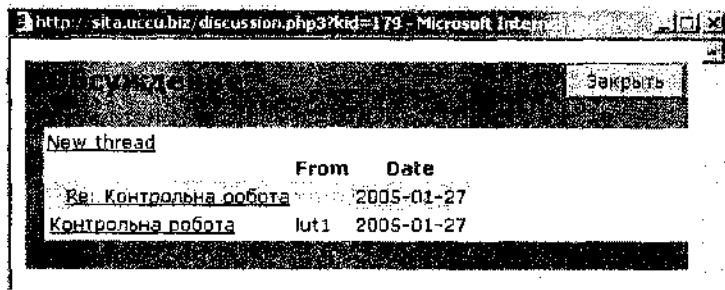 http://sita.uccu.biz/discussion.php3?kid=179 - Microsoft Intern
Закрыть
New thread
From Date
Re: Контрольна робота 2005-01-27
Контрольна робота lut1 2005-01-27